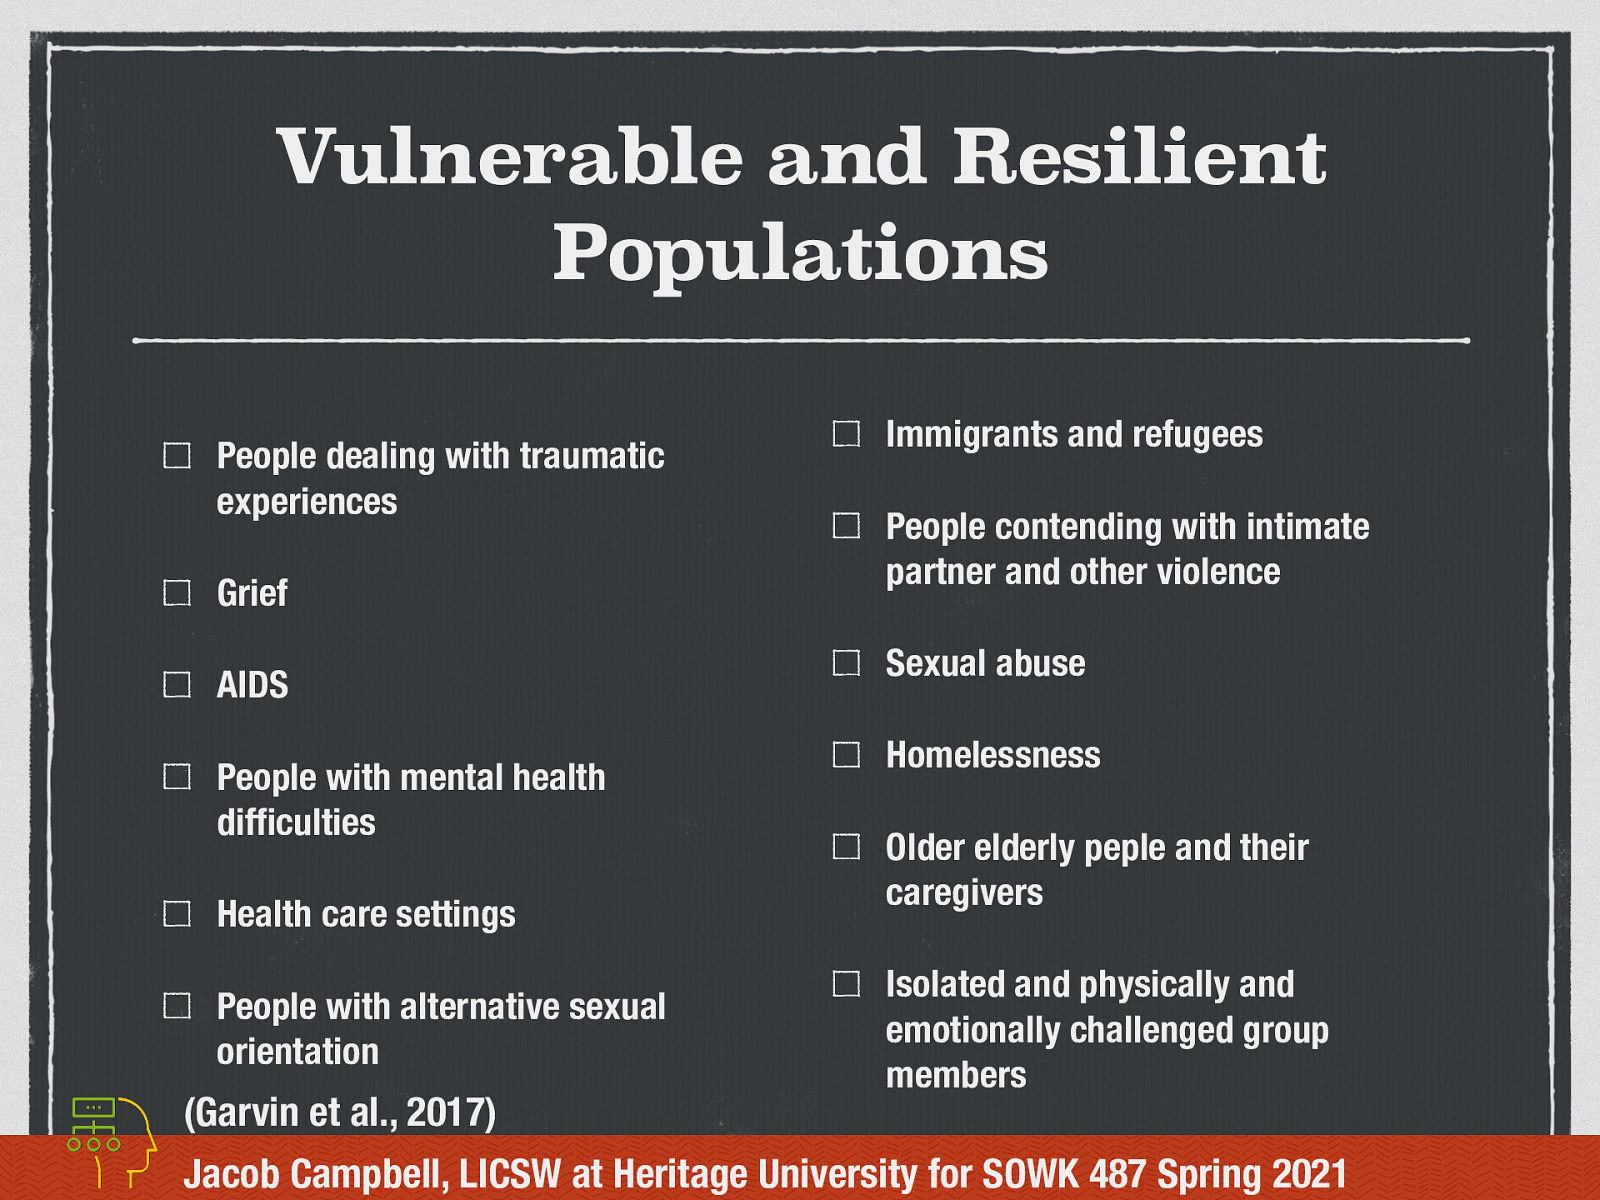 Vulnerable and Resilient
Populations
People dealing with traumatic
experiences
Grief
AIDS
People with mental health
difficulties
Health care settings
People with alternative sexual
orientation
Immigrants and refugees
People contending with intimate
partner and other violence
Sexual abuse
Homelessness
Older elderly peple and their
caregivers
Isolated and physically and
emotionally challenged group
members
(Garvin et al., 2017)
Jacob Campbell, LICSW at Heritage University for SOWK 487 Spring 2021